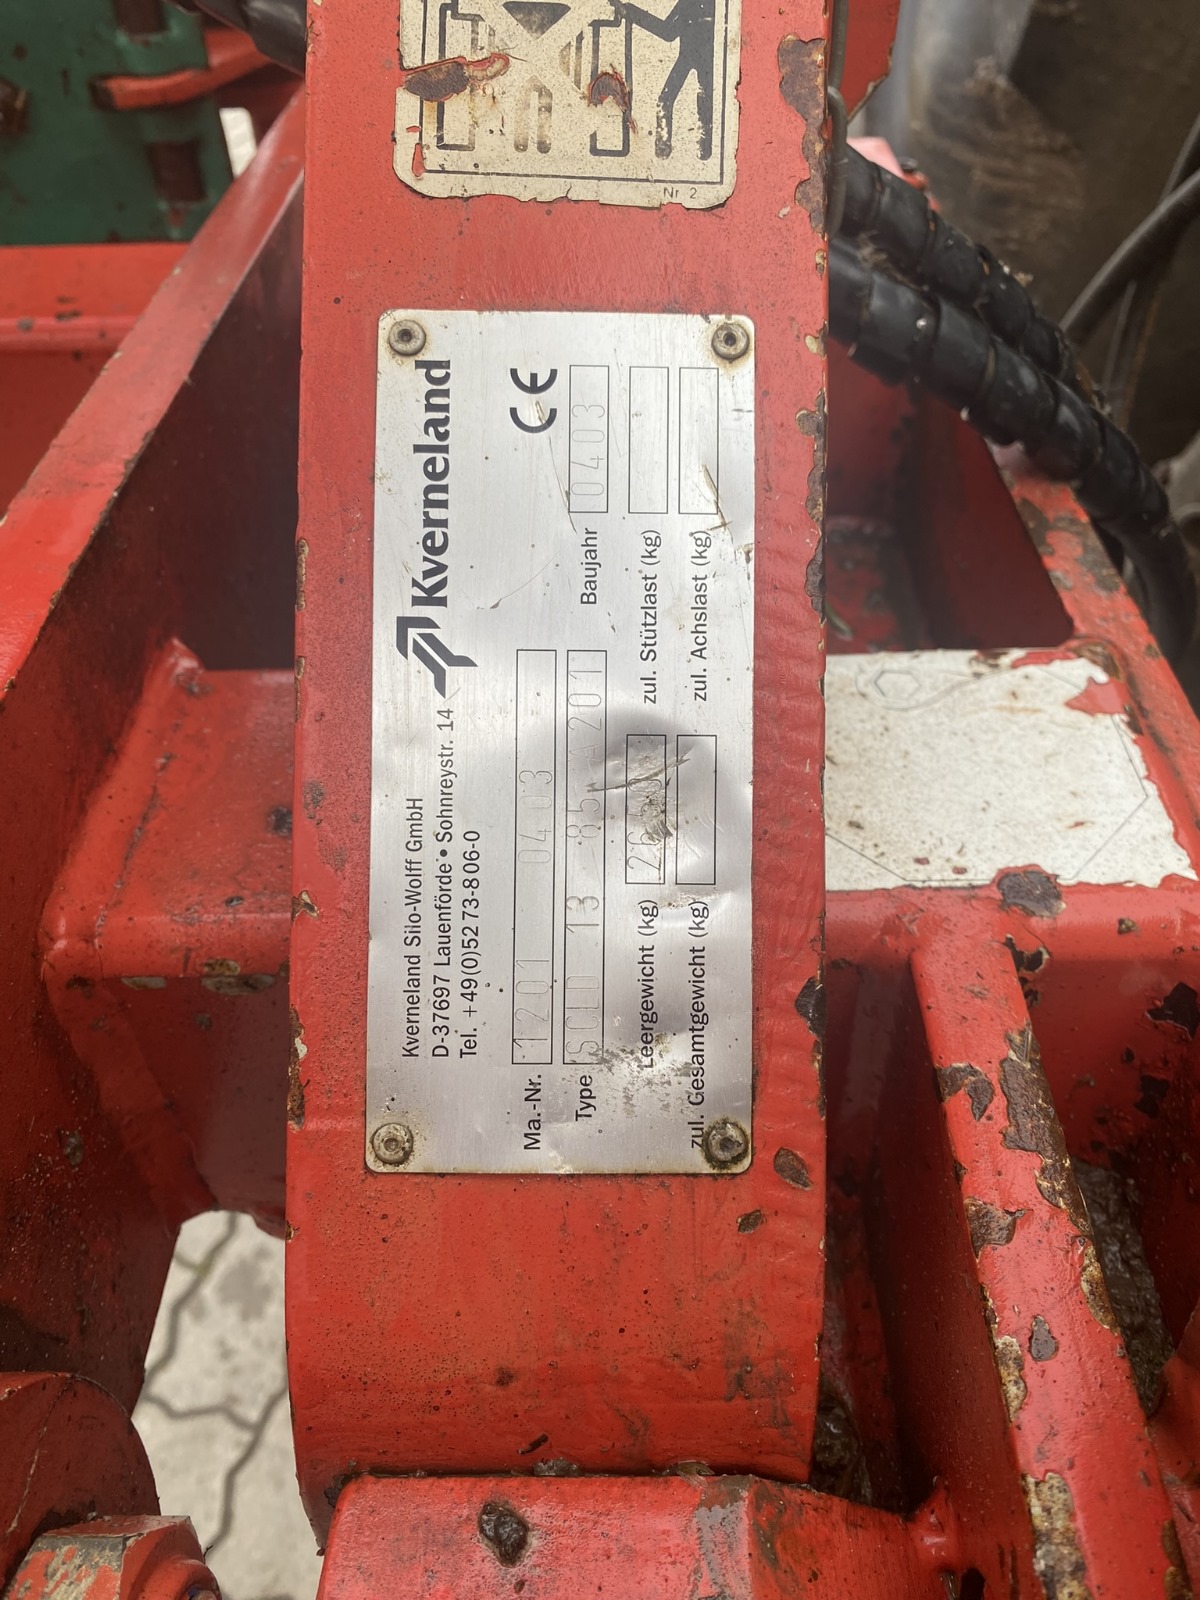 Nr 2
Kverneland Silo-Wolff GmbH
D-37697 Lauenförde • Sohnreystr. 14
Tel. +49(0)52 73-806-0
Kverneland
CE
Ma.-Nr. 1201 0403
Type SCLD 13 85 A201
Baujahr 0403
Leergewicht (kg)
zul. Stützlast (kg)
zul. Gesamtgewicht (kg)
zul. Achslast (kg)